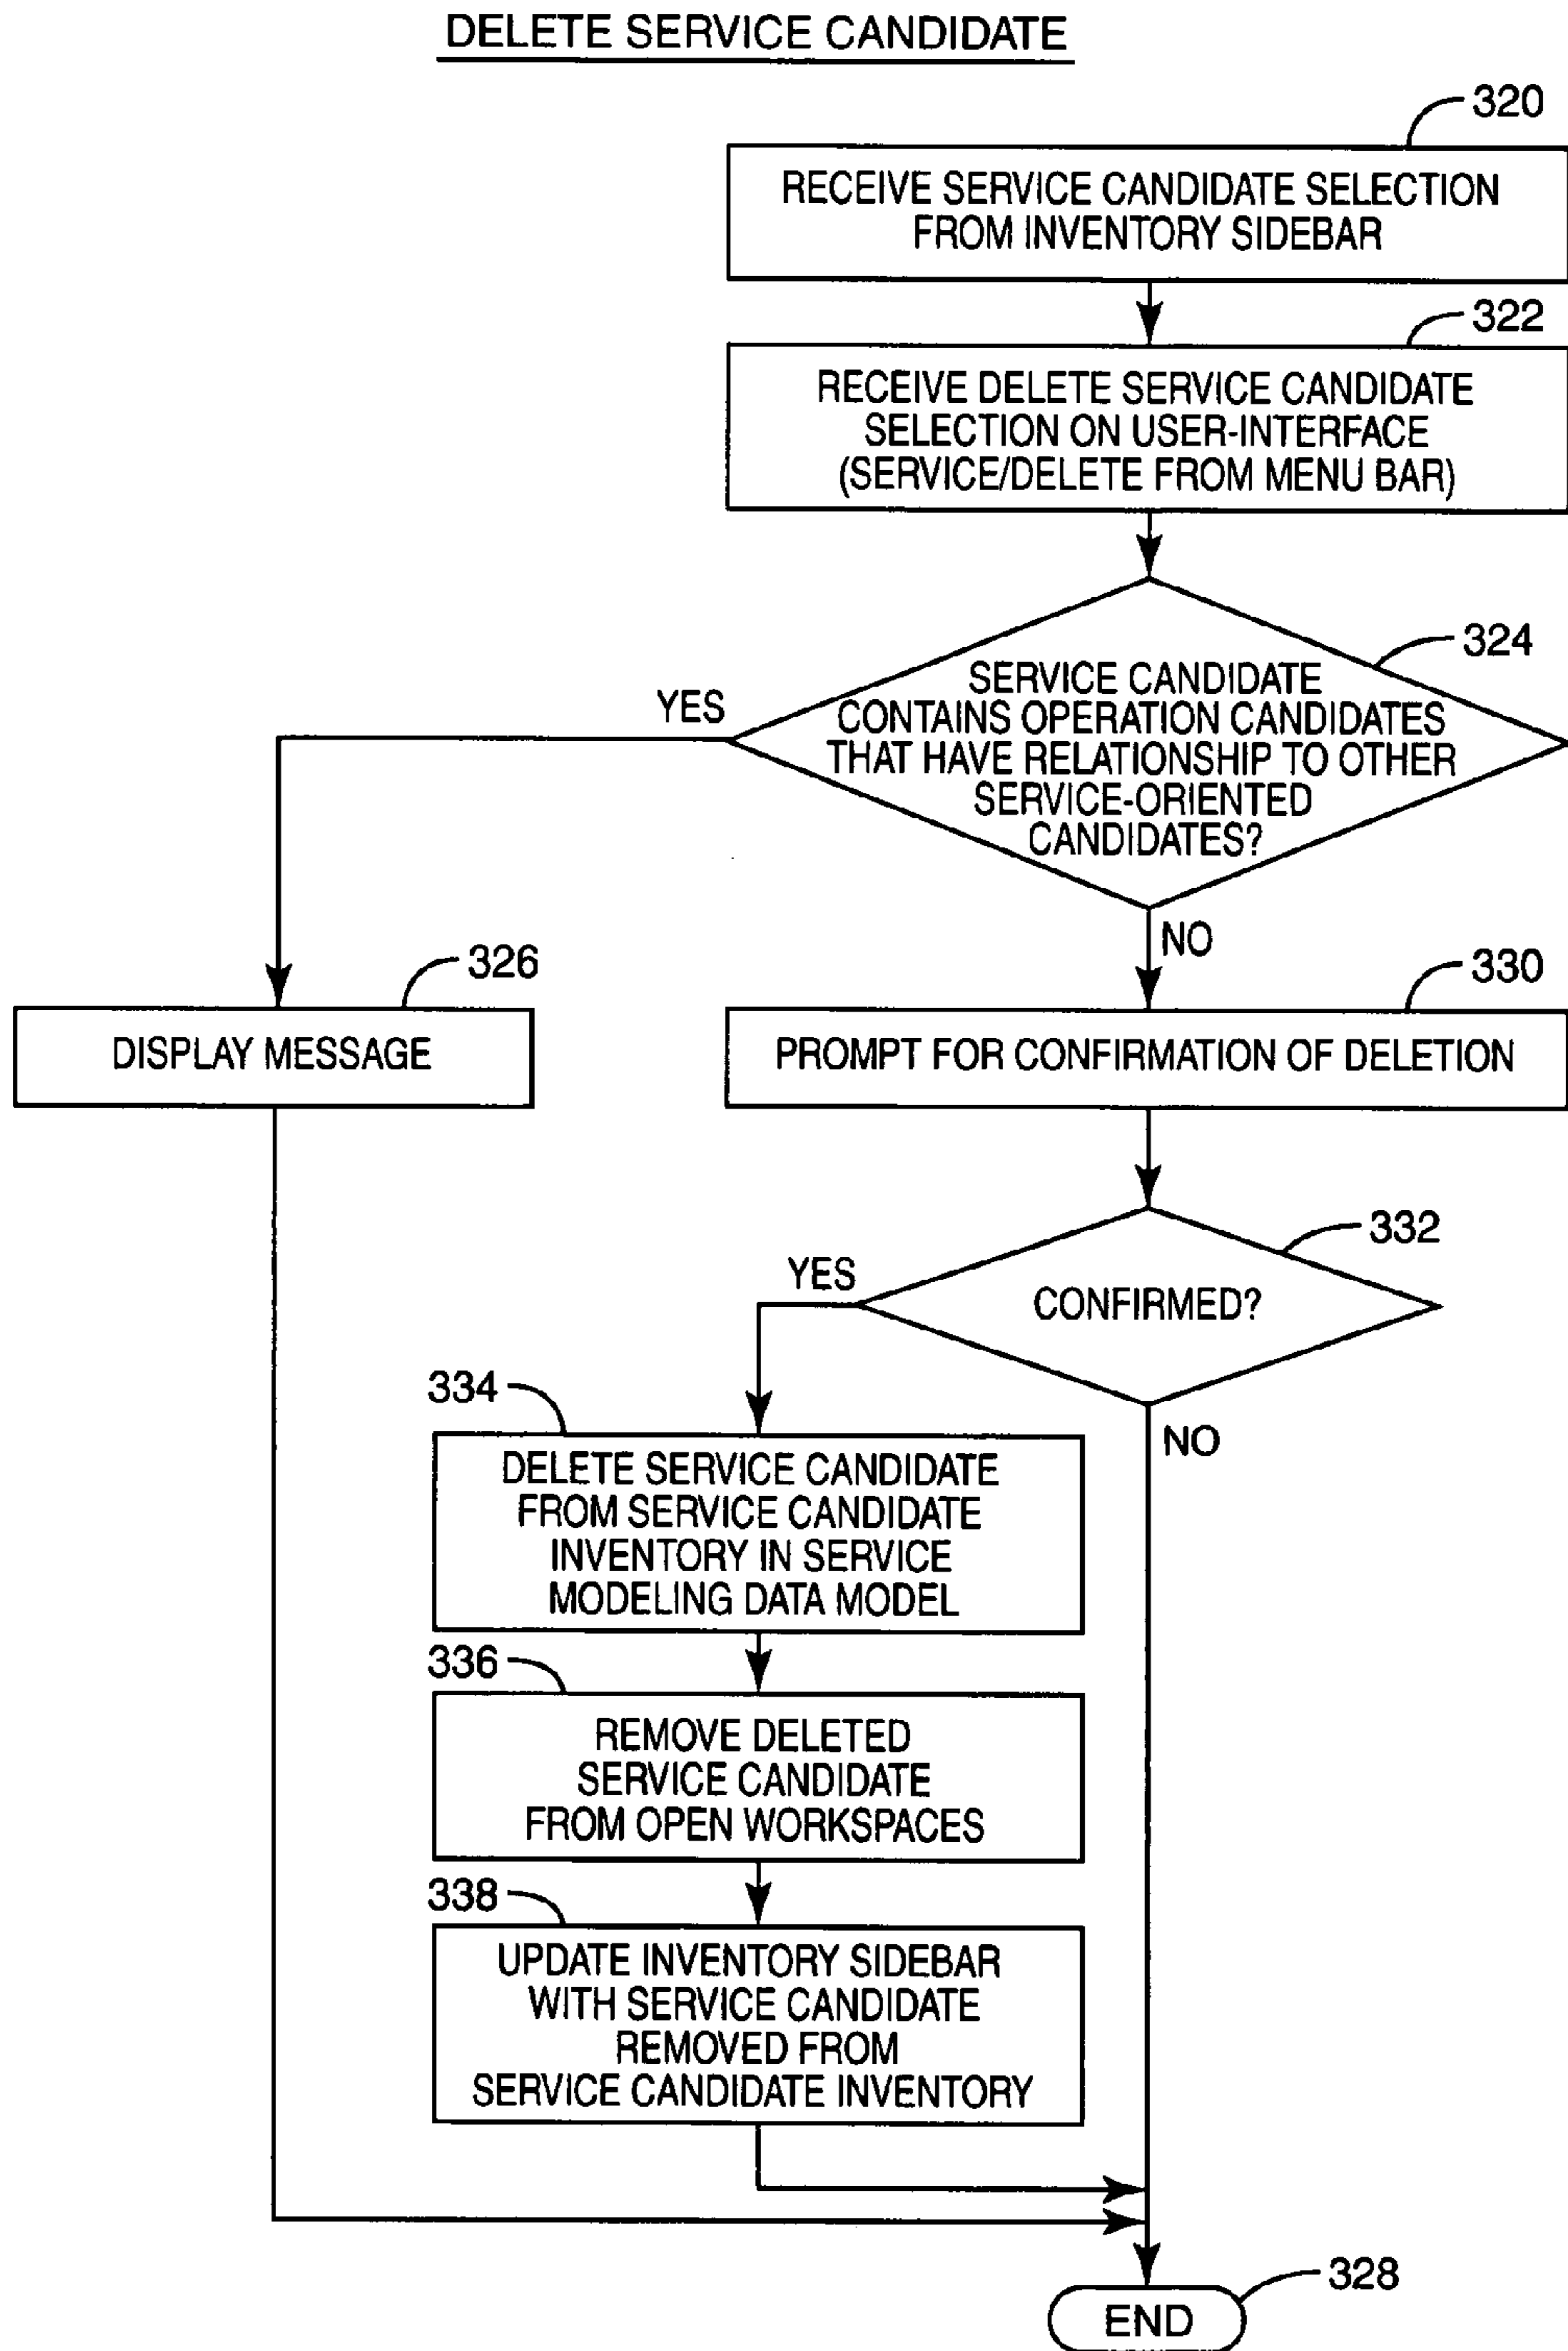 DELETE SERVICE CANDIDATE
320
RECEIVE SERVICE CANDIDATE SELECTION
FROM INVENTORY SIDEBAR
322
RECEIVE DELETE SERVICE CANDIDATE
SELECTION ON USER-INTERFACE
(SERVICE/DELETE FROM MENU BAR)
324
SERVICE CANDIDATE
CONTAINS OPERATION CANDIDATES
THAT HAVE RELATIONSHIP TO OTHER
SERVICE-ORIENTED
CANDIDATES?
YES
NO
326
DISPLAY MESSAGE
330
PROMPT FOR CONFIRMATION OF DELETION
332
CONFIRMED?
YES
NO
334
DELETE SERVICE CANDIDATE
FROM SERVICE CANDIDATE
INVENTORY IN SERVICE
MODELING DATA MODEL
336
REMOVE DELETED
SERVICE CANDIDATE
FROM OPEN WORKSPACES
338
UPDATE INVENTORY SIDEBAR
WITH SERVICE CANDIDATE
REMOVED FROM
SERVICE CANDIDATE INVENTORY
328
END